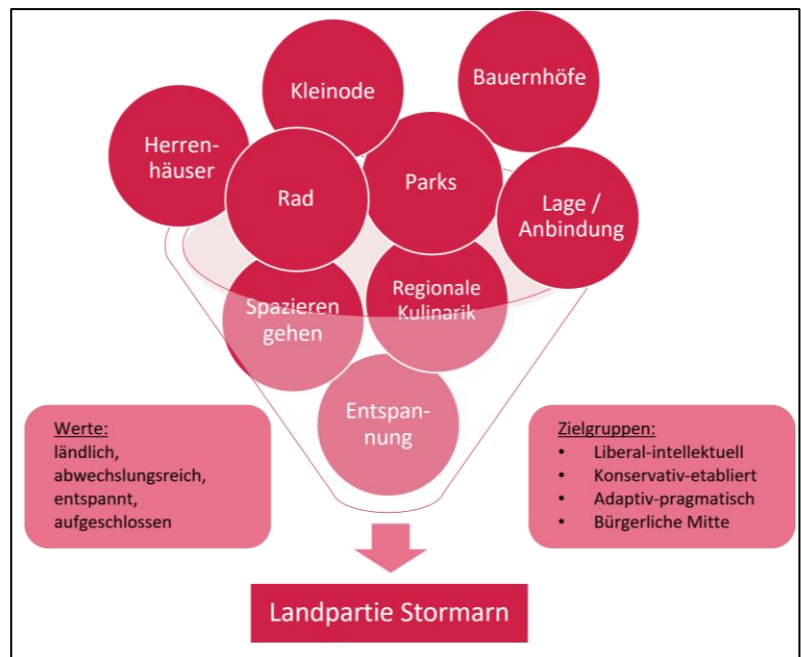 Kleinode
Bauernhöfe
Herren-
häuser
Rad
Parks
Lage /
Anbindung
Spazieren
gehen
Regionale
Kulinarik
Entspan-
nung
Werte:
ländlich,
abwechslungsreich,
entspannt,
aufgeschlossen
Zielgruppen:
• Liberal-intellektuell
• Konservativ-etabliert
• Adaptiv-pragmatisch
• Bürgerliche Mitte
Landpartie Stormarn